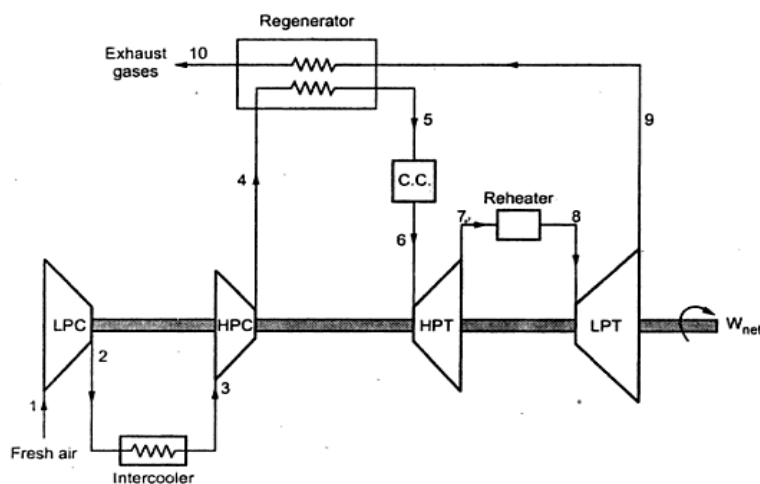 Regenerator
Exhaust
gases
10
5
9
4
C.C.
Reheater
6
7
8
LPC
HPC
HPT
LPT
W_net
2
3
1
Fresh air
Intercooler